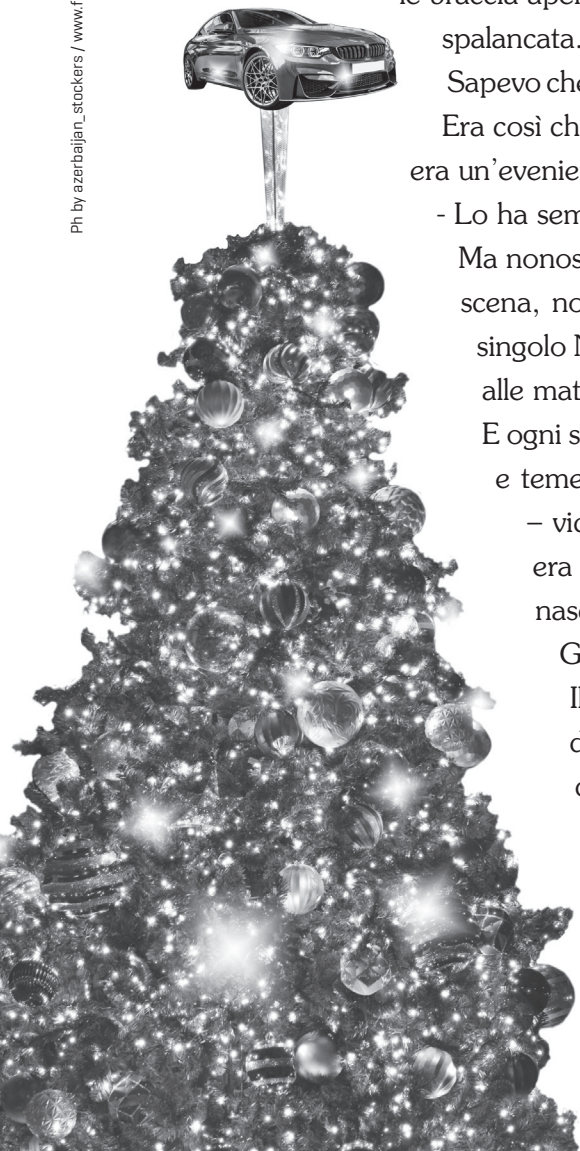 Ph by azerbaijan_stockers / www.f
le braccia aper
spalancata.
Sapevo che
Era così ch
era un’evenie
- Lo ha sem
Ma nonos
scena, no
singolo N
alle mat
E ogni s
e teme
– vic
era
nasc
G
Il
d